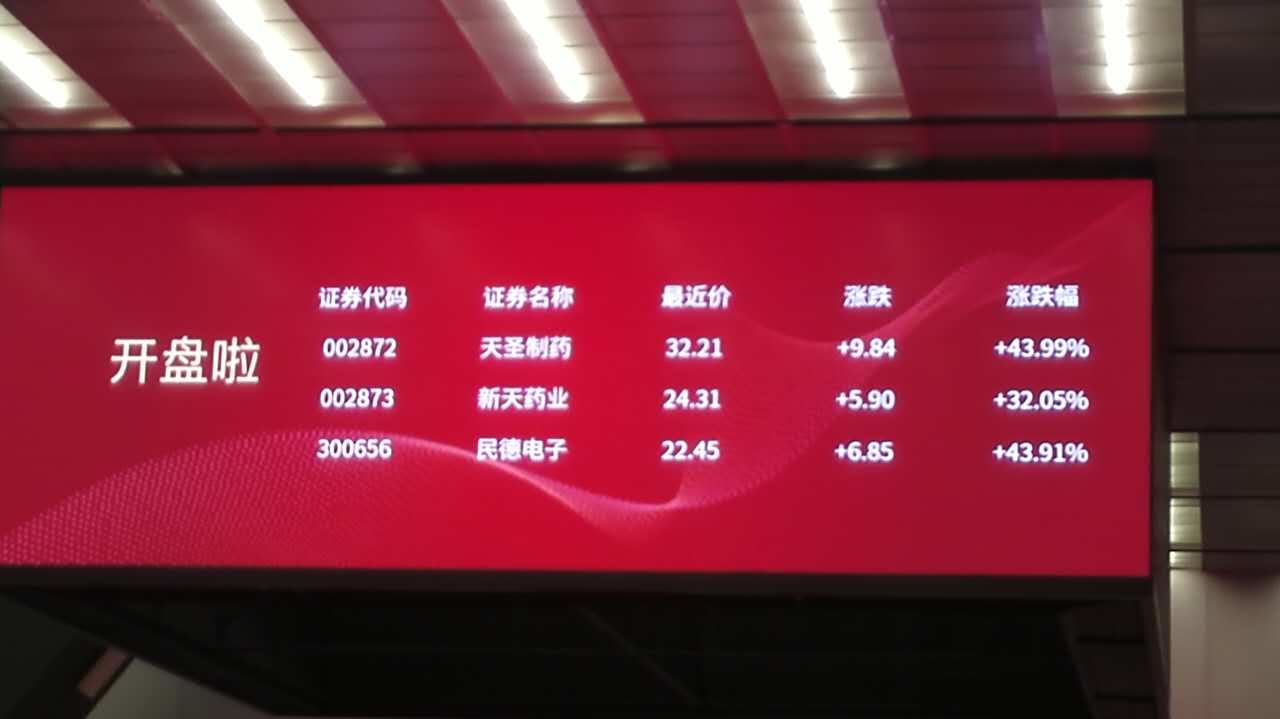 证券代码 证券名称 最近价 涨跌 涨跌幅
开盘啦
002872 天圣制药 32.21 +9.84 +43.99%
002873 新天药业 24.31 +5.90 +32.05%
300656 民德电子 22.45 +6.85 +43.91%